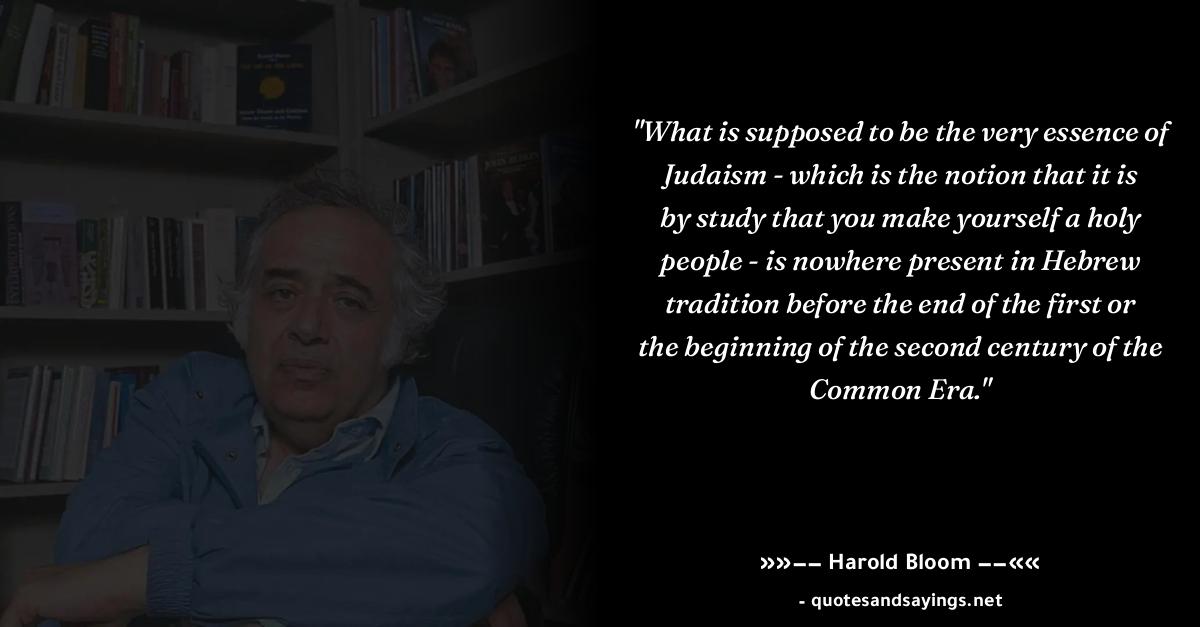 "What is supposed to be the very essence of
Judaism - which is the notion that it is
by study that you make yourself a holy
people - is nowhere present in Hebrew
tradition before the end of the first or
the beginning of the second century of the
Common Era."
»»−− Harold Bloom −−««
- quotesandsayings.net